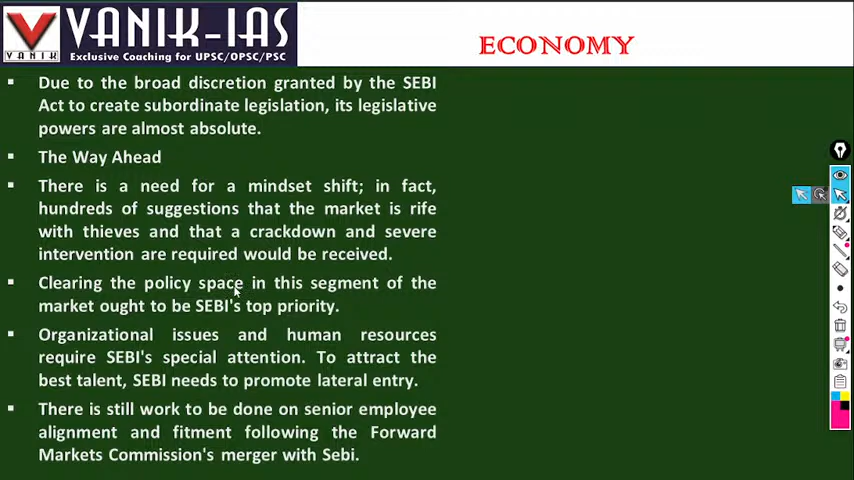 VANIK-IAS
Exclusive Coaching for UPSC/OPSC/PSC
VANIK
ECONOMY
▪ Due to the broad discretion granted by the SEBI
Act to create subordinate legislation, its legislative
powers are almost absolute.
▪ The Way Ahead
▪ There is a need for a mindset shift; in fact,
hundreds of suggestions that the market is rife
with thieves and that a crackdown and severe
intervention are required would be received.
▪ Clearing the policy space in this segment of the
market ought to be SEBI's top priority.
▪ Organizational issues and human resources
require SEBI's special attention. To attract the
best talent, SEBI needs to promote lateral entry.
▪ There is still work to be done on senior employee
alignment and fitment following the Forward
Markets Commission's merger with Sebi.